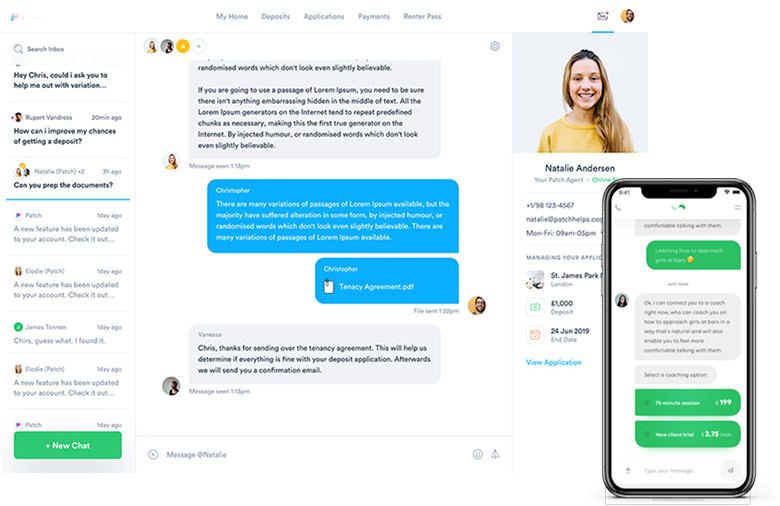 My Home Deposits Applications Payments Renter Pass
Search Inbox
Hey Chris, could i ask you to
help me out with variation...
Rupert Vandross 20min ago
How can i improve my chances
of getting a deposit?
Natalie (Patch) +2 3h ago
Can you prep the documents?
Patch 1day ago
A new feature has been updated
to your account. Check it out...
Elodie (Patch) 1day ago
A new feature has been updated
to your account. Check it out...
J
James Tonnen 1day ago
Chirs, guess what. I found it.
Elodie (Patch) 1day ago
A new feature has been updated
to your account. Check it out...
Patch 1day ago
+ New Chat
randomised words which don't look even slightly believable.
If you are going to use a passage of Lorem Ipsum, you need to be sure
there isn't anything embarrassing hidden in the middle of text. All the
Lorem Ipsum generators on the Internet tend to repeat predefined
chunks as necessary, making this the first true generator on the
Internet. By injected humour, or randomised words which don't look
even slightly believable.
Message seen 1:13pm
Christopher
There are many variations of passages of Lorem Ipsum available, but the
majority have suffered alteration in some form, by injected humour, or
randomised words which don't look even slightly believable. There are
many variations of passages of Lorem Ipsum available.
Christopher
Tenacy Agreement.pdf
File sent 1:22pm
Vanessa
Chris, thanks for sending over the tenancy agreement. This will help us
determine if everything is fine with your deposit application. Afterwards
we will send you a confirmation email.
Message seen 1:13pm
Message @Natalie
Natalie Andersen
Your Patch Agent • Online
+1/98 123-4567
natalie@patchhelps.co
Mon-Fri: 09am-05pm
MANAGING YOUR APPLIC
St. James Park
London
£1,000
Deposit
24 Jun 2019
End Date
View Application
9:41
comfortable talking with them.
Learning how to approach
girls at bars
JUST NOW
Ok, I can connect you to a coach
right now, who can coach you on
how to approach girls at bars in a
way that's natural and will also
enable you to feel more
comfortable talking with them.
Select a coaching option:
75-minute session $ 199
New client trial $ 2.75 /min
Type your message...